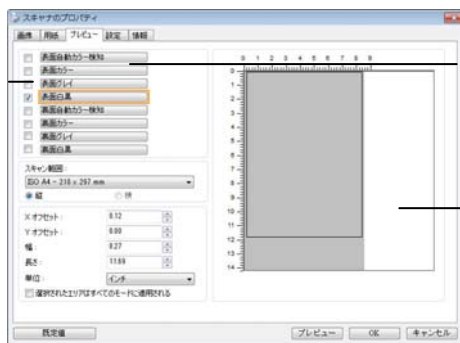 スキャナのプロパティ
画像 用紙 プレビュー 設定 情報
表面自動カラー検知
表面カラー
表面グレイ
表面白黒
裏面自動カラー検知
裏面カラー
裏面グレイ
裏面白黒
スキャン範囲:
ISO A4 - 210 x 297 mm
縦 横
X オフセット: 0.12
Y オフセット: 0.00
幅: 8.27
長さ: 11.69
単位: インチ
選択されたエリアはすべてのモードに適用される
0 1 2 3 4 5 6 7 8 9
0
1
2
3
4
5
6
7
8
9
10
11
12
13
14
既定値 プレビュー OK キャンセル